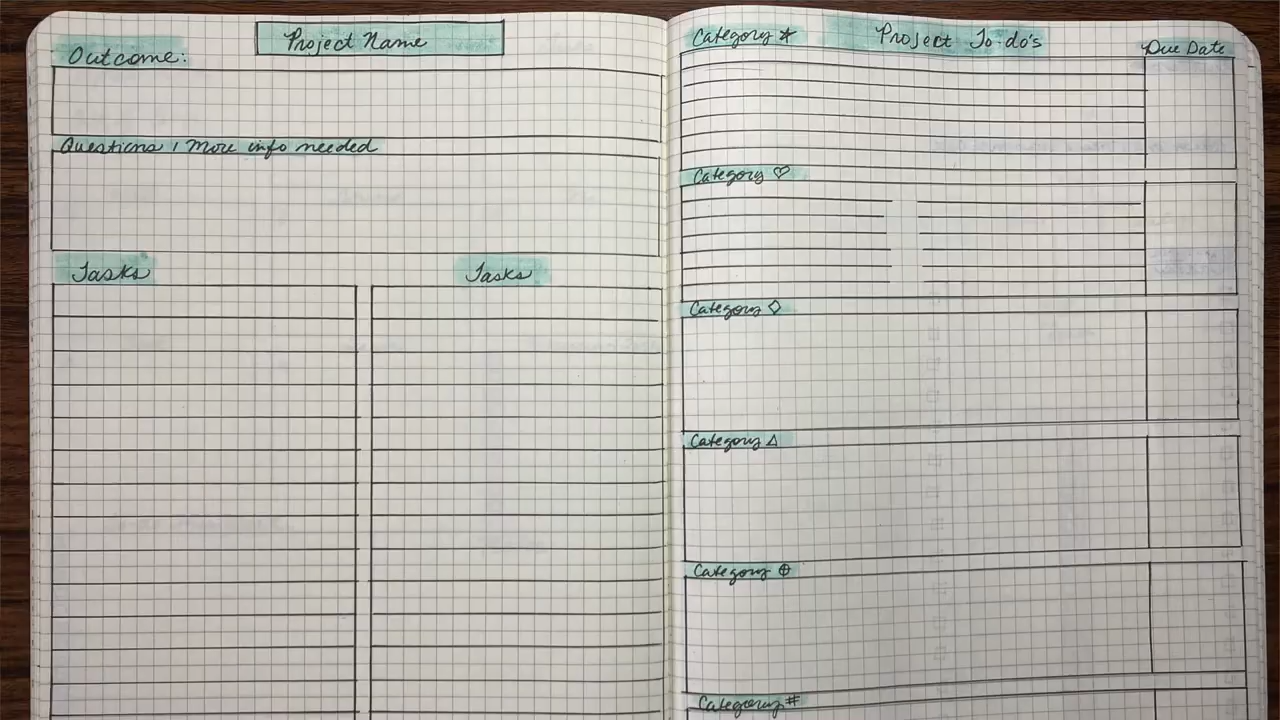 Project Name
Outcome:
Questions / More info needed
Tasks
Tasks
Category ☆ Project To-do's Due Date
Category ♡
Category ◇
Category △
Category ⊕
Category #